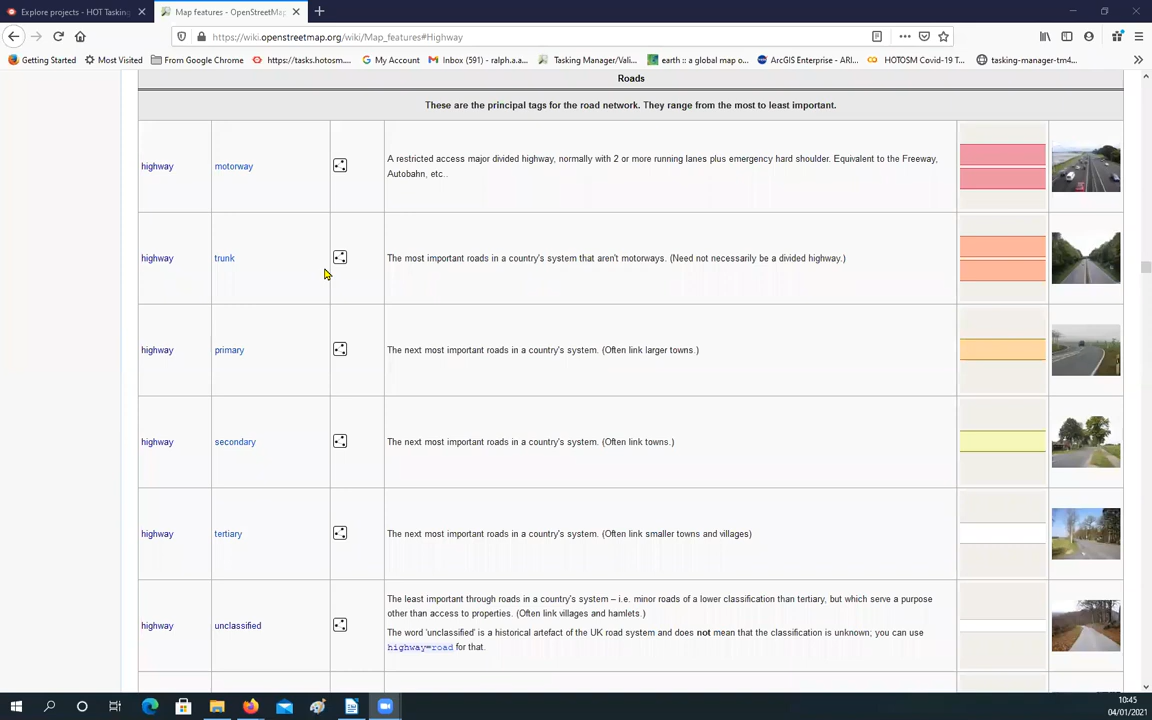 Explore projects - HOT Tasking
Map features - OpenStreetMap
https://wiki.openstreetmap.org/wiki/Map_features#Highway
Getting Started
Most Visited
From Google Chrome
https://tasks.hotosm....
My Account
Inbox (591) - ralph.a.a...
Tasking Manager/Vali...
earth :: a global map o...
ArcGIS Enterprise - ARI...
HOTOSM Covid-19 T...
tasking-manager-tm4...
Roads
These are the principal tags for the road network. They range from the most to least important.
highway motorway A restricted access major divided highway, normally with 2 or more running lanes plus emergency hard shoulder. Equivalent to the Freeway,
Autobahn, etc..
highway trunk The most important roads in a country's system that aren't motorways. (Need not necessarily be a divided highway.)
highway primary The next most important roads in a country's system. (Often link larger towns.)
highway secondary The next most important roads in a country's system. (Often link towns.)
highway tertiary The next most important roads in a country's system. (Often link smaller towns and villages)
The least important through roads in a country's system – i.e. minor roads of a lower classification than tertiary, but which serve a purpose
other than access to properties. (Often link villages and hamlets.)
highway unclassified
The word 'unclassified' is a historical artefact of the UK road system and does not mean that the classification is unknown; you can use
highway=road for that.
10:45
04/01/2021